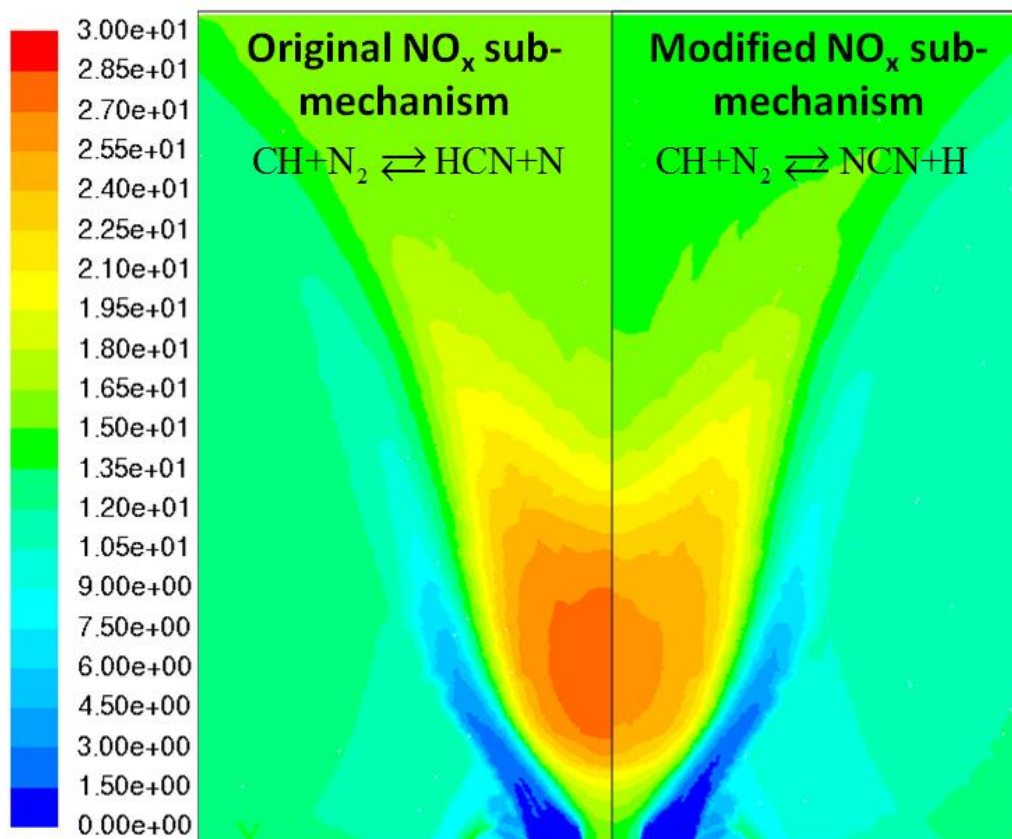 3.00e+01
2.85e+01
2.70e+01
2.55e+01
2.40e+01
2.25e+01
2.10e+01
1.95e+01
1.80e+01
1.65e+01
1.50e+01
1.35e+01
1.20e+01
1.05e+01
9.00e+00
7.50e+00
6.00e+00
4.50e+00
3.00e+00
1.50e+00
0.00e+00
Original NOₓ sub-
mechanism
CH+N₂ ⇄ HCN+N
Modified NOₓ sub-
mechanism
CH+N₂ ⇄ NCN+H
Y